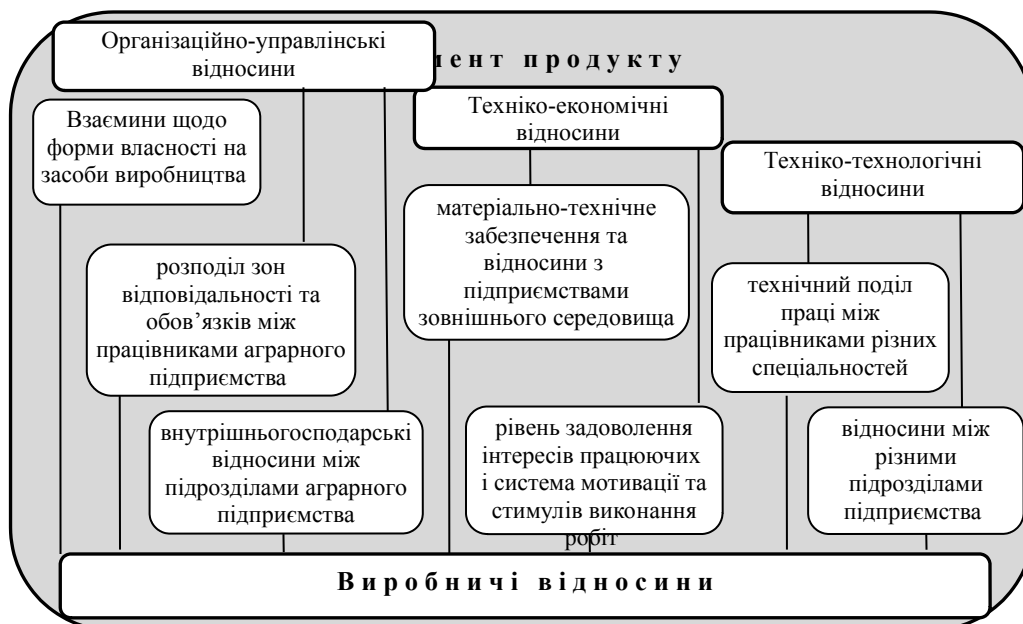 Організаційно-управлінські
відносини
мент продукту
Взаємини щодо
форми власності на
засоби виробництва
Техніко-економічні
відносини
Техніко-технологічні
відносини
розподіл зон
відповідальності та
обов’язків між
працівниками аграрного
підприємства
матеріально-технічне
забезпечення та
відносини з
підприємствами
зовнішнього середовища
технічний поділ
праці між
працівниками різних
спеціальностей
внутрішньогосподарські
відносини між
підрозділами аграрного
підприємства
рівень задоволення
інтересів працюючих
і система мотивації та
стимулів виконання
робіт
відносини між
різними
підрозділами
підприємства
Виробничі відносини